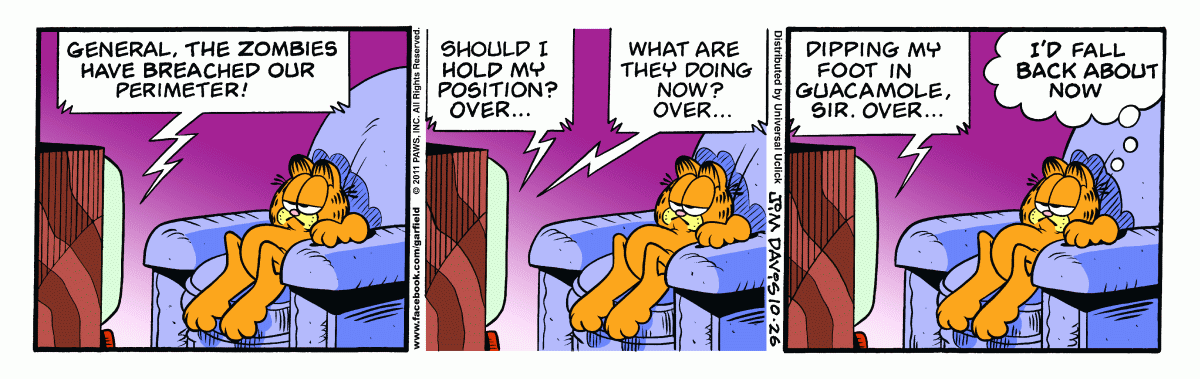 GENERAL, THE ZOMBIES
HAVE BREACHED OUR
PERIMETER!
www.facebook.com/garfield © 2011 PAWS, INC. All Rights Reserved.
SHOULD I
HOLD MY
POSITION?
OVER...
WHAT ARE
THEY DOING
NOW?
OVER...
Distributed by Universal Uclick
JIM DAVIS 10-26
DIPPING MY
FOOT IN
GUACAMOLE,
SIR. OVER...
I'D FALL
BACK ABOUT
NOW